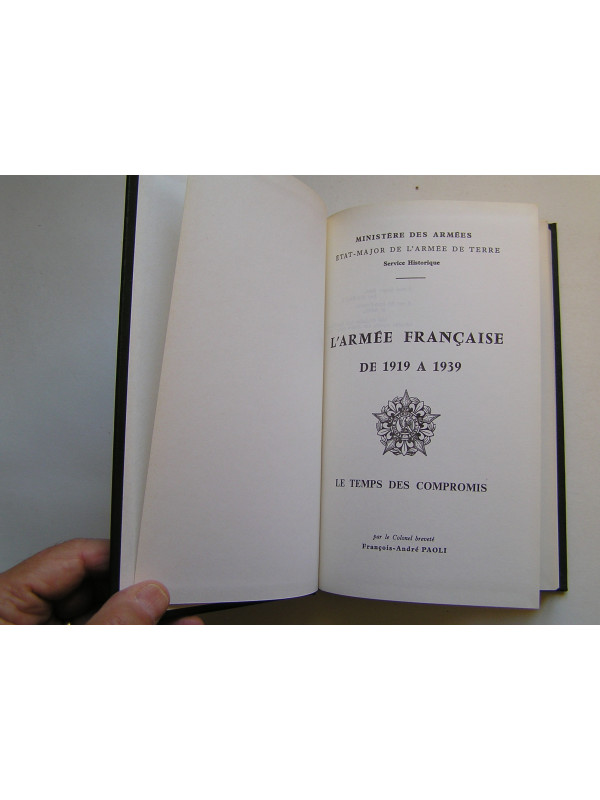 MINISTÈRE DES ARMÉES
ÉTAT-MAJOR DE L'ARMÉE DE TERRE
Service Historique
L'ARMÉE FRANÇAISE
DE 1919 A 1939
LE TEMPS DES COMPROMIS
par le Colonel breveté
François-André PAOLI